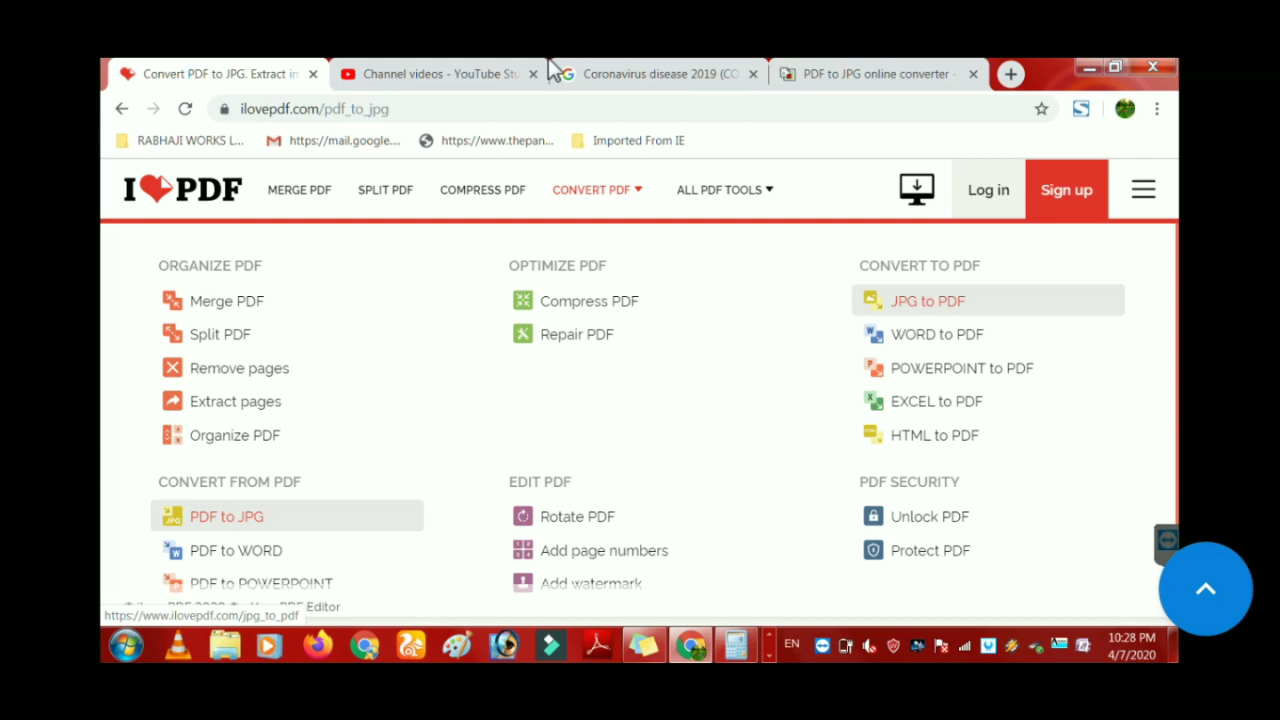 Convert PDF to JPG. Extract in
Channel videos - YouTube Stu
Coronavirus disease 2019 (CO
PDF to JPG online converter -
ilovepdf.com/pdf_to_jpg
RABHAJI WORKS L...
https://mail.google....
https://www.thepan...
Imported From IE
I PDF
MERGE PDF
SPLIT PDF
COMPRESS PDF
CONVERT PDF
ALL PDF TOOLS
Log in
Sign up
ORGANIZE PDF
Merge PDF
Split PDF
Remove pages
Extract pages
Organize PDF
OPTIMIZE PDF
Compress PDF
Repair PDF
CONVERT TO PDF
JPG to PDF
WORD to PDF
POWERPOINT to PDF
EXCEL to PDF
HTML to PDF
CONVERT FROM PDF
PDF to JPG
PDF to WORD
PDF to POWERPOINT
EDIT PDF
Rotate PDF
Add page numbers
Add watermark
PDF SECURITY
Unlock PDF
Protect PDF
PDF Editor
https://www.ilovepdf.com/jpg_to_pdf
EN
10:28 PM
4/7/2020